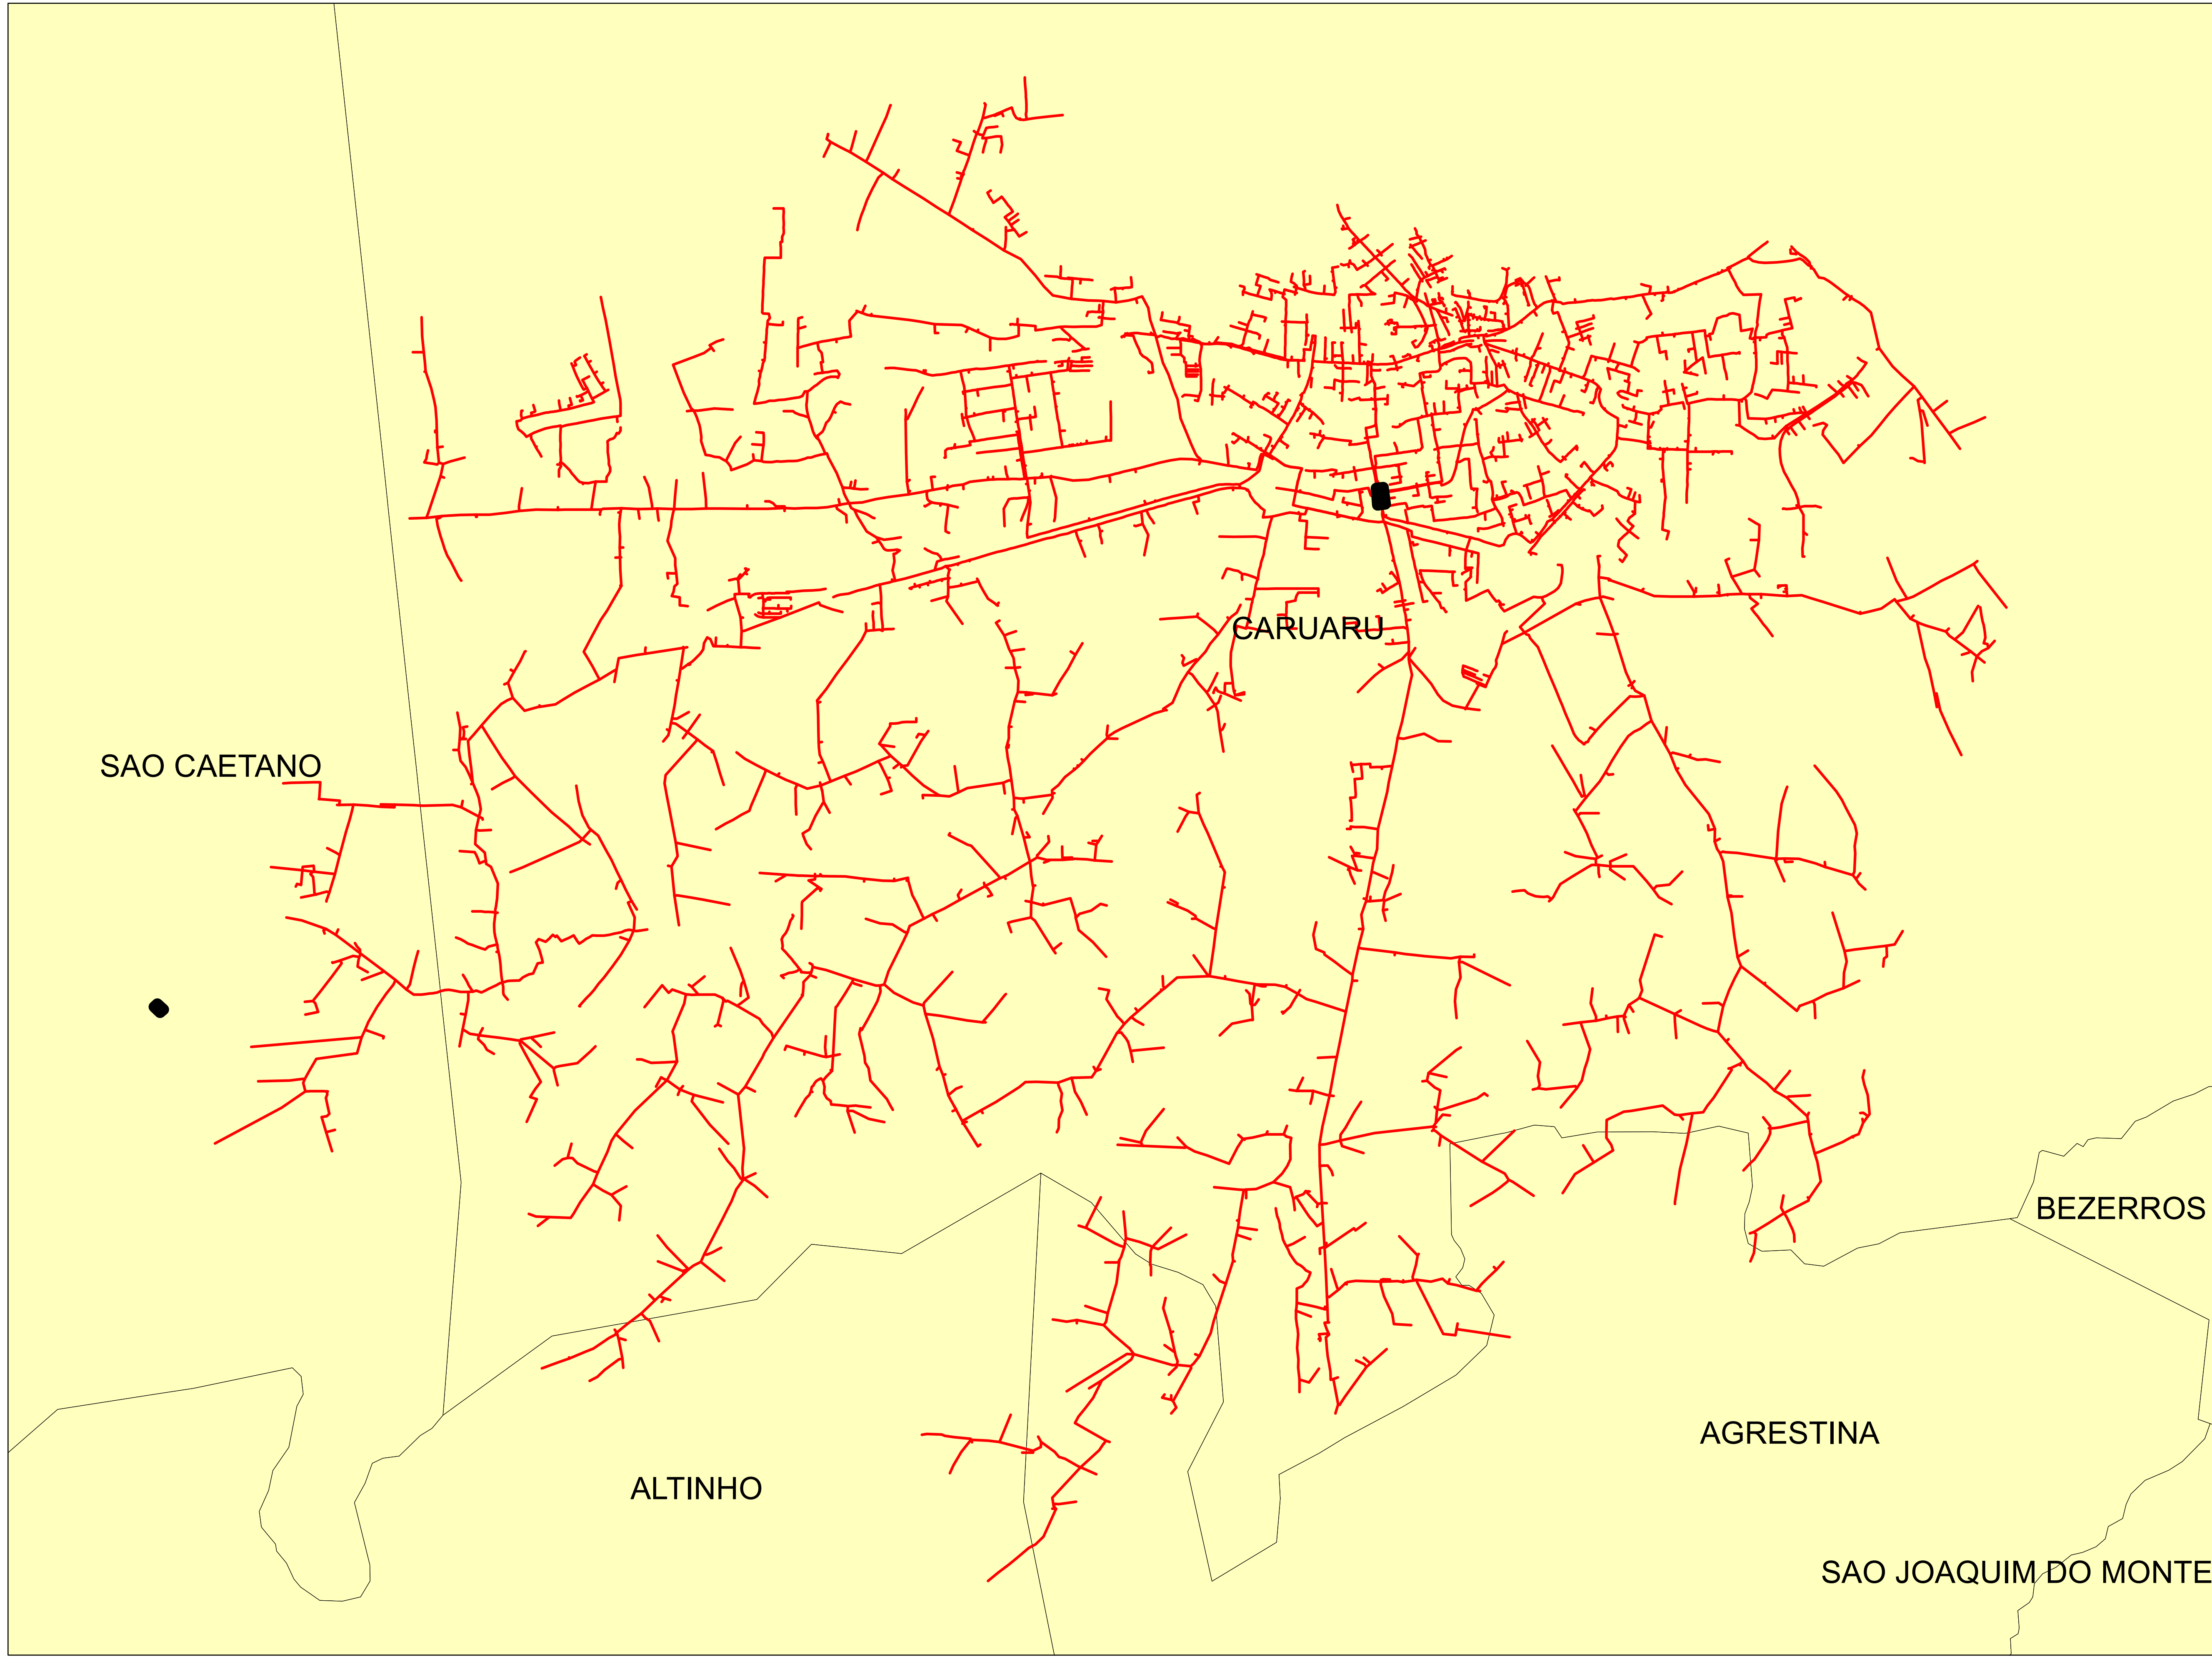 CARUARU
SAO CAETANO
BEZERROS
AGRESTINA
ALTINHO
SAO JOAQUIM DO MONTE